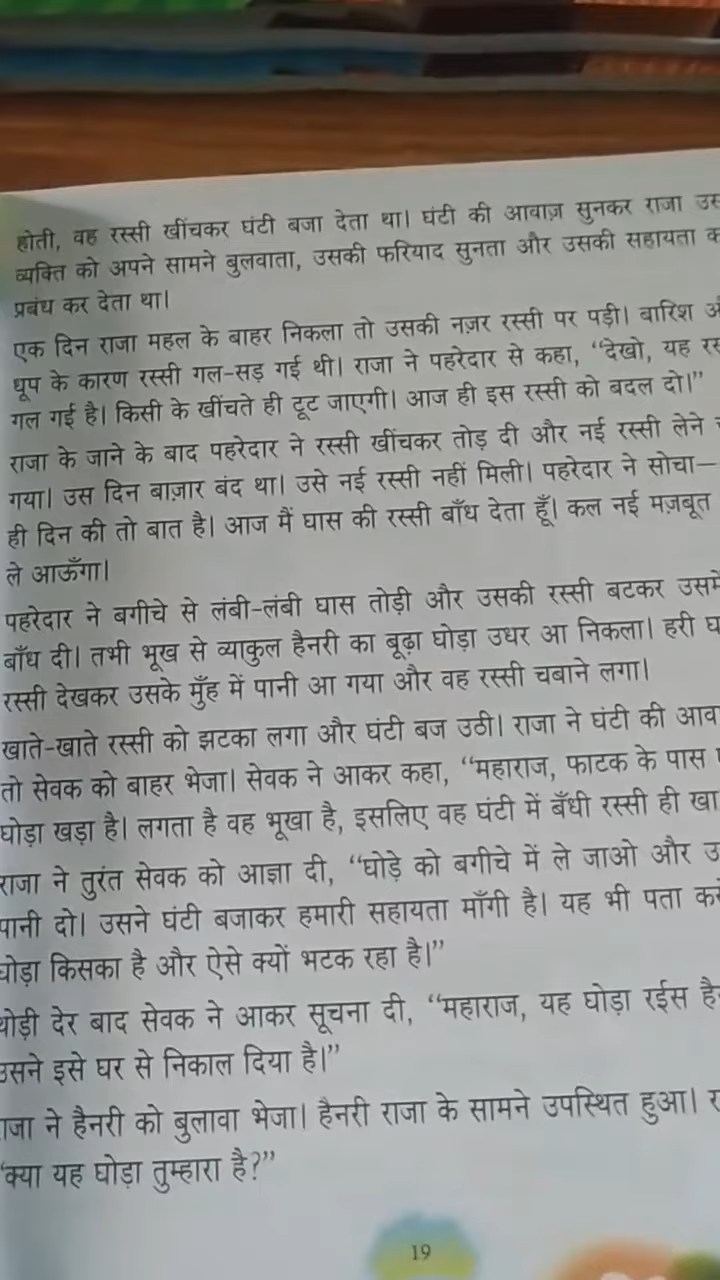 होती, वह रस्सी खींचकर घंटी बजा देता था। घंटी की आवाज़ सुनकर राजा
व्यक्ति को अपने सामने बुलवाता, उसकी फरियाद सुनता और उसकी सहायता
प्रबंध कर देता था।
एक दिन राजा महल के बाहर निकला तो उसकी नज़र रस्सी पर पड़ी। बारिश
धूप के कारण रस्सी गल-सड़ गई थी। राजा ने पहरेदार से कहा, “देखो, यह
गल गई है। किसी के खींचते ही टूट जाएगी। आज ही इस रस्सी को बदल दो।”
राजा के जाने के बाद पहरेदार ने रस्सी खींचकर तोड़ दी और नई रस्सी लेने
गया। उस दिन बाज़ार बंद था। उसे नई रस्सी नहीं मिली। पहरेदार ने सोचा—
ही दिन की तो बात है। आज मैं घास की रस्सी बाँध देता हूँ। कल नई मज़बूत
ले आऊँगा।
पहरेदार ने बगीचे से लंबी-लंबी घास तोड़ी और उसकी रस्सी बटकर
बाँध दी। तभी भूख से व्याकुल हैनरी का बूढ़ा घोड़ा उधर आ निकला। हरी
रस्सी देखकर उसके मुँह में पानी आ गया और वह रस्सी चबाने लगा।
खाते-खाते रस्सी को झटका लगा और घंटी बज उठी। राजा ने घंटी की
तो सेवक को बाहर भेजा। सेवक ने आकर कहा, “महाराज, फाटक के पास
घोड़ा खड़ा है। लगता है वह भूखा है, इसलिए वह घंटी में बँधी रस्सी ही खा
राजा ने तुरंत सेवक को आज्ञा दी, “घोड़े को बगीचे में ले जाओ और
पानी दो। उसने घंटी बजाकर हमारी सहायता माँगी है। यह भी पता
घोड़ा किसका है और ऐसे क्यों भटक रहा है।”
थोड़ी देर बाद सेवक ने आकर सूचना दी, “महाराज, यह घोड़ा रईस
उसने इसे घर से निकाल दिया है।”
राजा ने हैनरी को बुलावा भेजा। हैनरी राजा के सामने उपस्थित हुआ।
“क्या यह घोड़ा तुम्हारा है?”
19